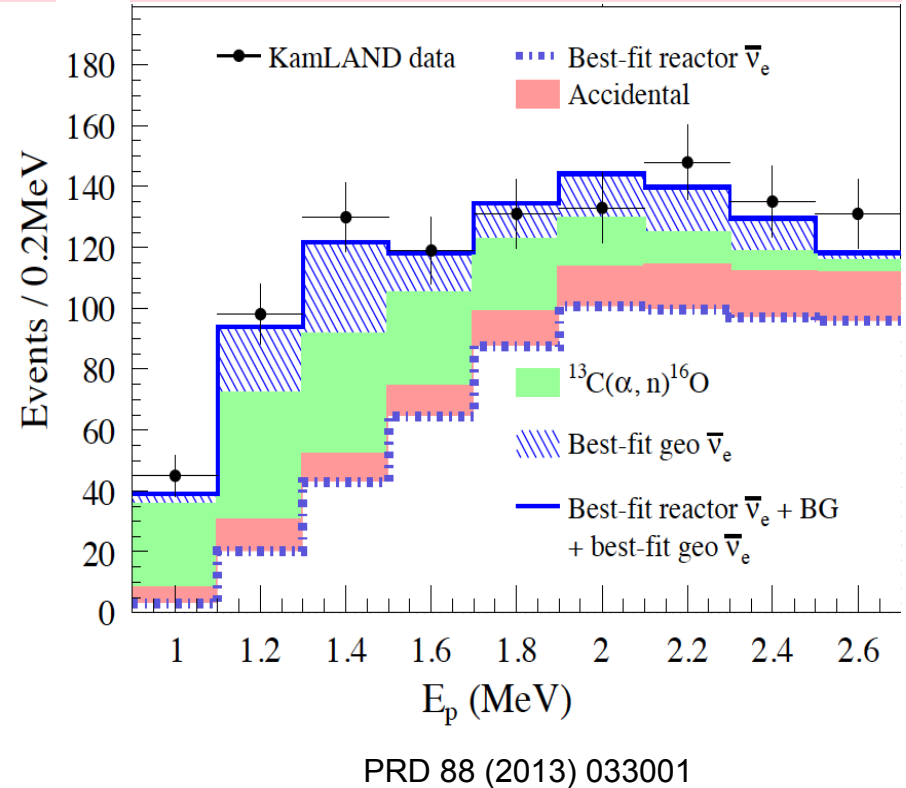 Events / 0.2MeV
180
160
140
120
100
80
60
40
20
0
KamLAND data
Best-fit reactor ν̅ₑ
Accidental
¹³C(α, n)¹⁶O
Best-fit geo ν̅ₑ
Best-fit reactor ν̅ₑ + BG
+ best-fit geo ν̅ₑ
1 1.2 1.4 1.6 1.8 2 2.2 2.4 2.6
Eₚ (MeV)
PRD 88 (2013) 033001